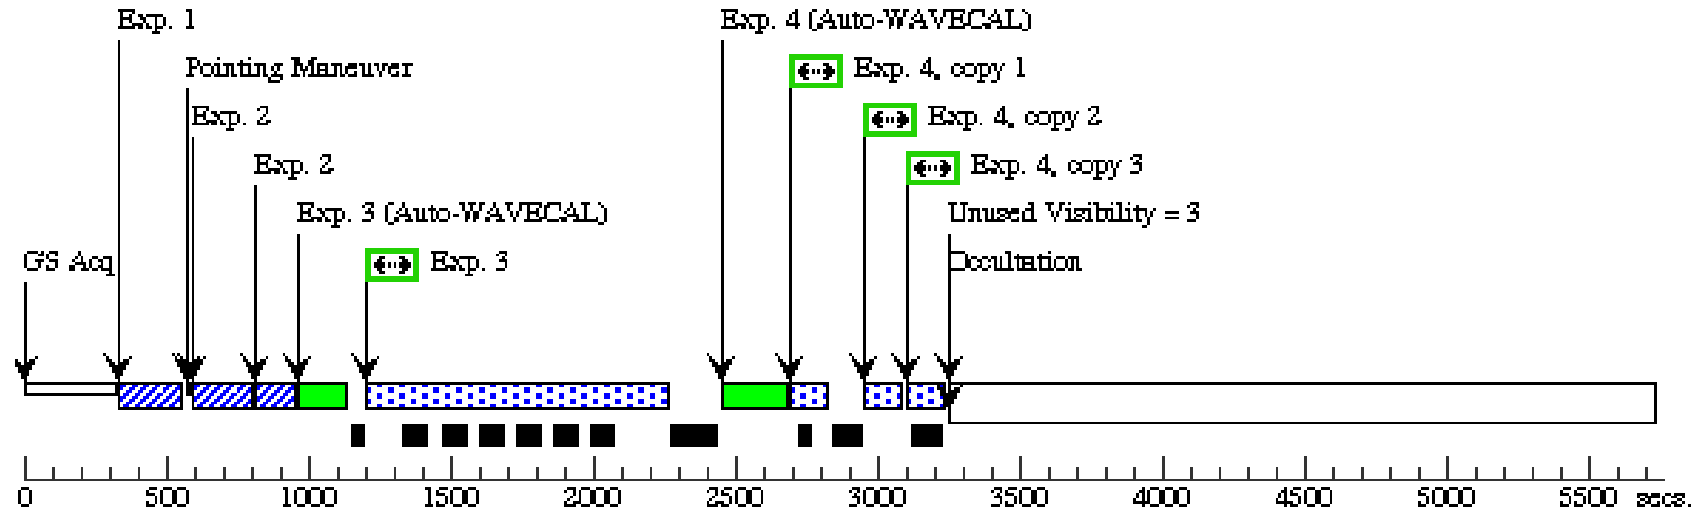 Exp. 1
Exp. 4 (Auto-WAVECAL)
Pointing Maneuver
Exp. 4, copy 1
Exp. 2
Exp. 4, copy 2
Exp. 2
Exp. 4, copy 3
Exp. 3 (Auto-WAVECAL)
Unused Visibility = 3
GS Acq
Exp. 3
Occultation
0 500 1000 1500 2000 2500 3000 3500 4000 4500 5000 5500 secs.